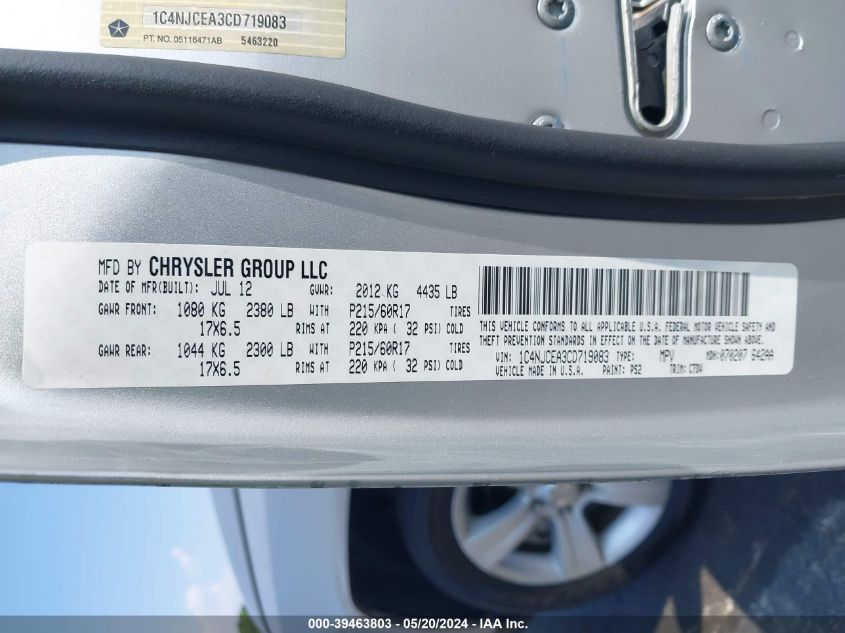 1C4NJCEA3CD719083
PT. NO. 05116471AB 5463220
MFD BY CHRYSLER GROUP LLC
DATE OF MFR(BUILT): JUL 12 GVWR: 2012 KG 4435 LB
GAWR FRONT: 1080 KG 2380 LB WITH P215/60R17 TIRES
17X6.5 RIMS AT 220 KPA ( 32 PSI) COLD
GAWR REAR: 1044 KG 2300 LB WITH P215/60R17 TIRES
17X6.5 RIMS AT 220 KPA ( 32 PSI) COLD
THIS VEHICLE CONFORMS TO ALL APPLICABLE U.S.A. FEDERAL MOTOR VEHICLE SAFETY AND
THEFT PREVENTION STANDARDS IN EFFECT ON THE DATE OF MANUFACTURE SHOWN ABOVE.
VIN: 1C4NJCEA3CD719083 TYPE: MPV MDH: 070207 642AA
VEHICLE MADE IN U.S.A. PAINT: PS2 TRIM: C7DV
000-39463803 - 05/20/2024 - IAA Inc.